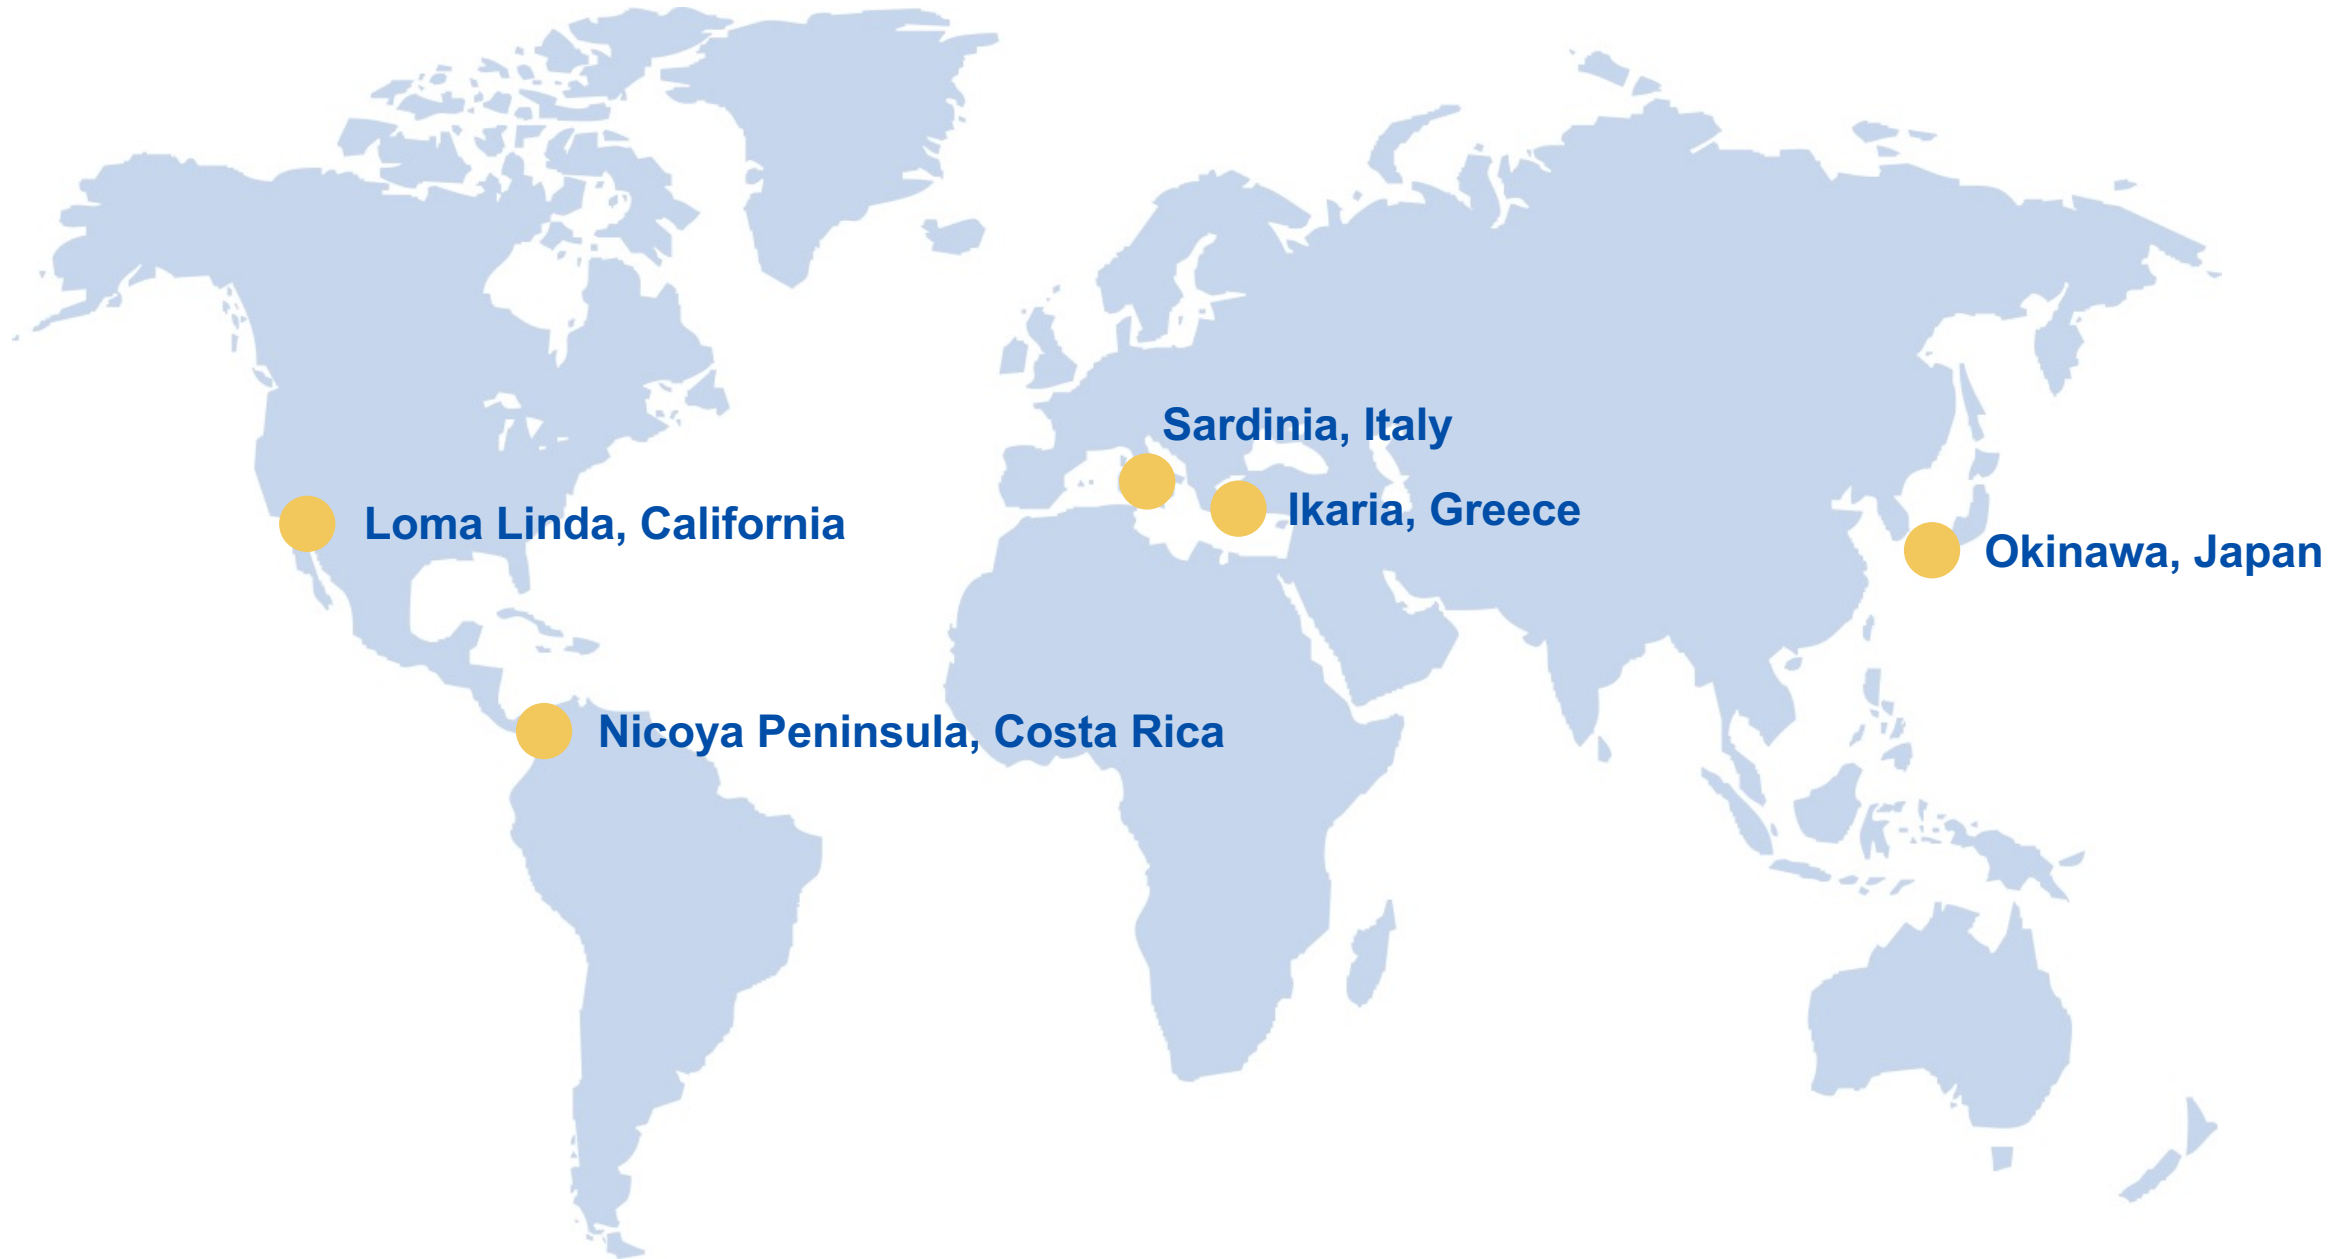 Sardinia, Italy
Ikaria, Greece
Loma Linda, California
Okinawa, Japan
Nicoya Peninsula, Costa Rica